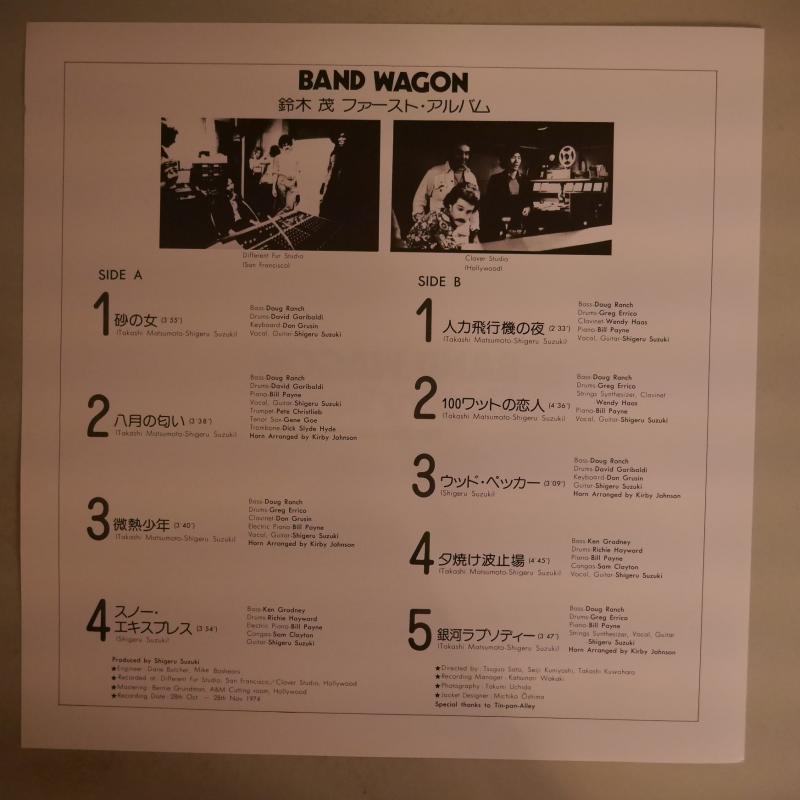 BAND WAGON
鈴木 茂 ファースト・アルバム
Different Fur Studio
(San Francisco)
Clover Studio
(Hollywood)
SIDE A
1 砂の女 (3'55")
(Takashi Matsumoto-Shigeru Suzuki)
Bass-Doug Ranch
Drums-David Garibaldi
Keyboard-Don Grusin
Vocal, Guitar-Shigeru Suzuki
2 八月の匂い (3'38")
(Takashi Matsumoto-Shigeru Suzuki)
Bass-Doug Ranch
Drums-David Garibaldi
Piano-Bill Payne
Vocal, Guitar-Shigeru Suzuki
Trumpet-Pete Christlieb
Tenor Sax-Gene Goe
Trombone-Dick Slyde Hyde
Horn Arranged by Kirby Johnson
3 微熱少年 (3'40")
(Takashi Matsumoto-Shigeru Suzuki)
Bass-Doug Ranch
Drums-Greg Errico
Clavinet-Don Grusin
Electric Piano-Bill Payne
Vocal, Guitar-Shigeru Suzuki
Horn Arranged by Kirby Johnson
4 スノー・
エキスプレス (3'54")
(Shigeru Suzuki)
Bass-Ken Gradney
Drums-Richie Hayward
Electric Piano-Bill Payne
Congas-Sam Clayton
Guitar-Shigeru Suzuki
Produced by Shigeru Suzuki
★Engineer: Dane Butcher, Mike Boshears
★Recorded at: Different Fur Studio, San Francisco/Clover Studio, Hollywood
★Mastering: Bernie Grundman, A&M Cutting room, Hollywood
★Recording Date: 28th Oct. — 28th Nov 1974
SIDE B
1 人力飛行機の夜 (2'33")
(Takashi Matsumoto-Shigeru Suzuki)
Bass-Doug Ranch
Drums-Greg Errico
Clavinet-Wendy Haas
Piano-Bill Payne
Vocal, Guitar-Shigeru Suzuki
2 100ワットの恋人 (4'36")
(Takashi Matsumoto-Shigeru Suzuki)
Bass-Doug Ranch
Drums-Greg Errico
Strings Synthesizer, Clavinet
Wendy Haas
Piano-Bill Payne
Vocal, Guitar-Shigeru Suzuki
3 ウッド・ペッカー (3'09")
(Shigeru Suzuki)
Bass-Doug Ranch
Drums-David Garibaldi
Keyboard-Don Grusin
Guitar-Shigeru Suzuki
Horn Arranged by Kirby Johnson
4 夕焼け波止場 (4'45")
(Takashi Matsumoto-Shigeru Suzuki)
Bass-Ken Gradney
Drums-Richie Hayward
Piano-Bill Payne
Congas-Sam Clayton
Vocal, Guitar-Shigeru Suzuki
5 銀河ラプソディー (3'47")
(Takashi Matsumoto-Shigeru Suzuki)
Bass-Doug Ranch
Drums-Greg Errico
Piano-Bill Payne
Strings Synthesizer, Vocal, Guitar
Shigeru Suzuki
Horn Arranged by Kirby Johnson
★Directed by: Tsuguo Sato, Seiji Kuniyoshi, Takashi Kuwahara
★Recording Manager: Katsunori Wakaki
★Photography: Takumi Uchida
★Jacket Designer: Michiko Ōshima
Special thanks to Tin-pan-Alley